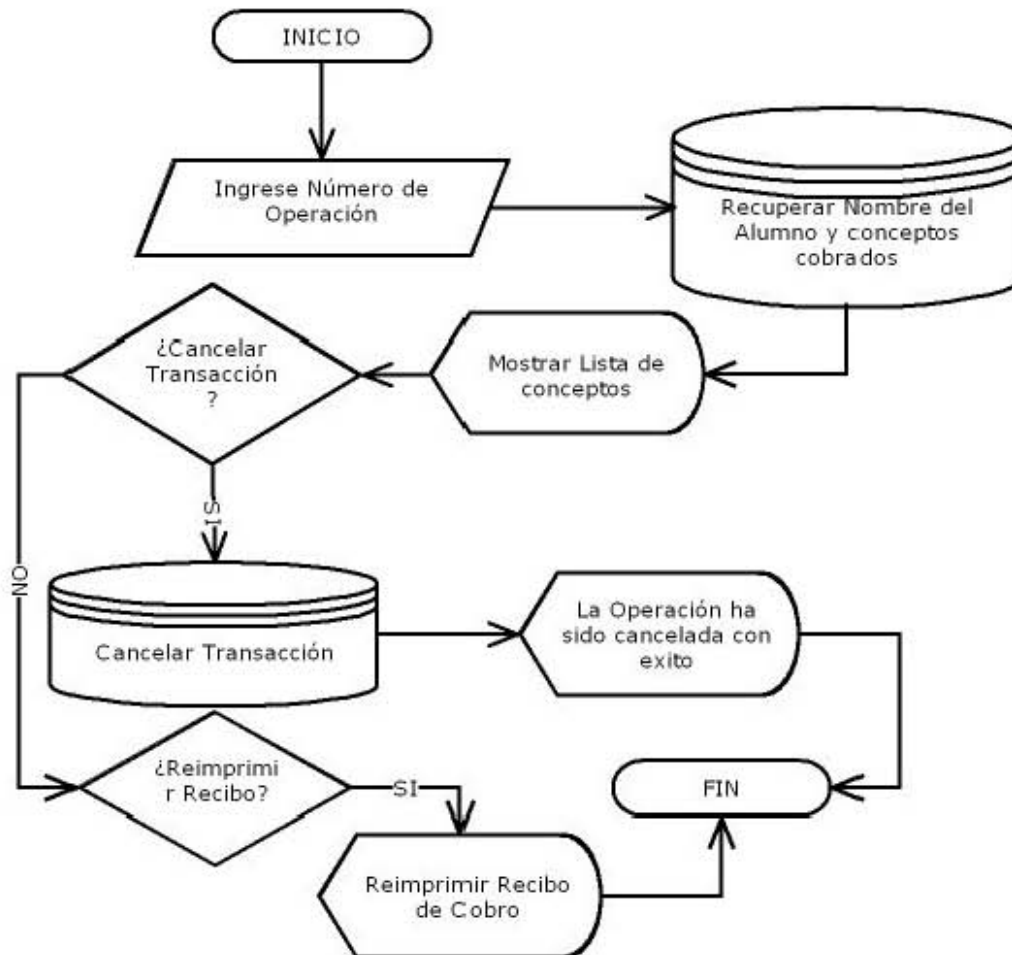 INICIO
Ingrese Número de
Operación
Recuperar Nombre del
Alumno y conceptos
cobrados
Mostrar Lista de
conceptos
¿Cancelar
Transacción
?
SI
NO
Cancelar Transacción
La Operación ha
sido cancelada con
exito
¿Reimprimi
r Recibo?
SI
FIN
Reimprimir Recibo
de Cobro